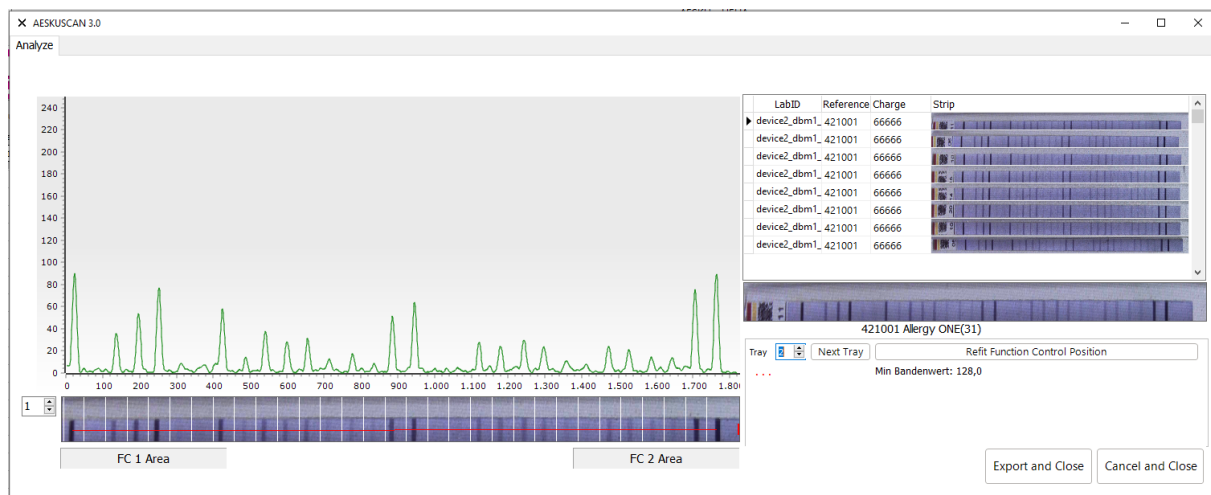 AESKUSCAN 3.0
Analyze
240
220
200
180
160
140
120
100
80
60
40
20
0
0 100 200 300 400 500 600 700 800 900 1.000 1.100 1.200 1.300 1.400 1.500 1.600 1.700 1.800
1
FC 1 Area FC 2 Area
LabID Reference Charge Strip
device2_dbm1_ 421001 66666
device2_dbm1_ 421001 66666
device2_dbm1_ 421001 66666
device2_dbm1_ 421001 66666
device2_dbm1_ 421001 66666
device2_dbm1_ 421001 66666
device2_dbm1_ 421001 66666
device2_dbm1_ 421001 66666
421001 Allergy ONE(31)
Tray 2 Next Tray Refit Function Control Position
. . . Min Bandenwert: 128,0
Export and Close Cancel and Close